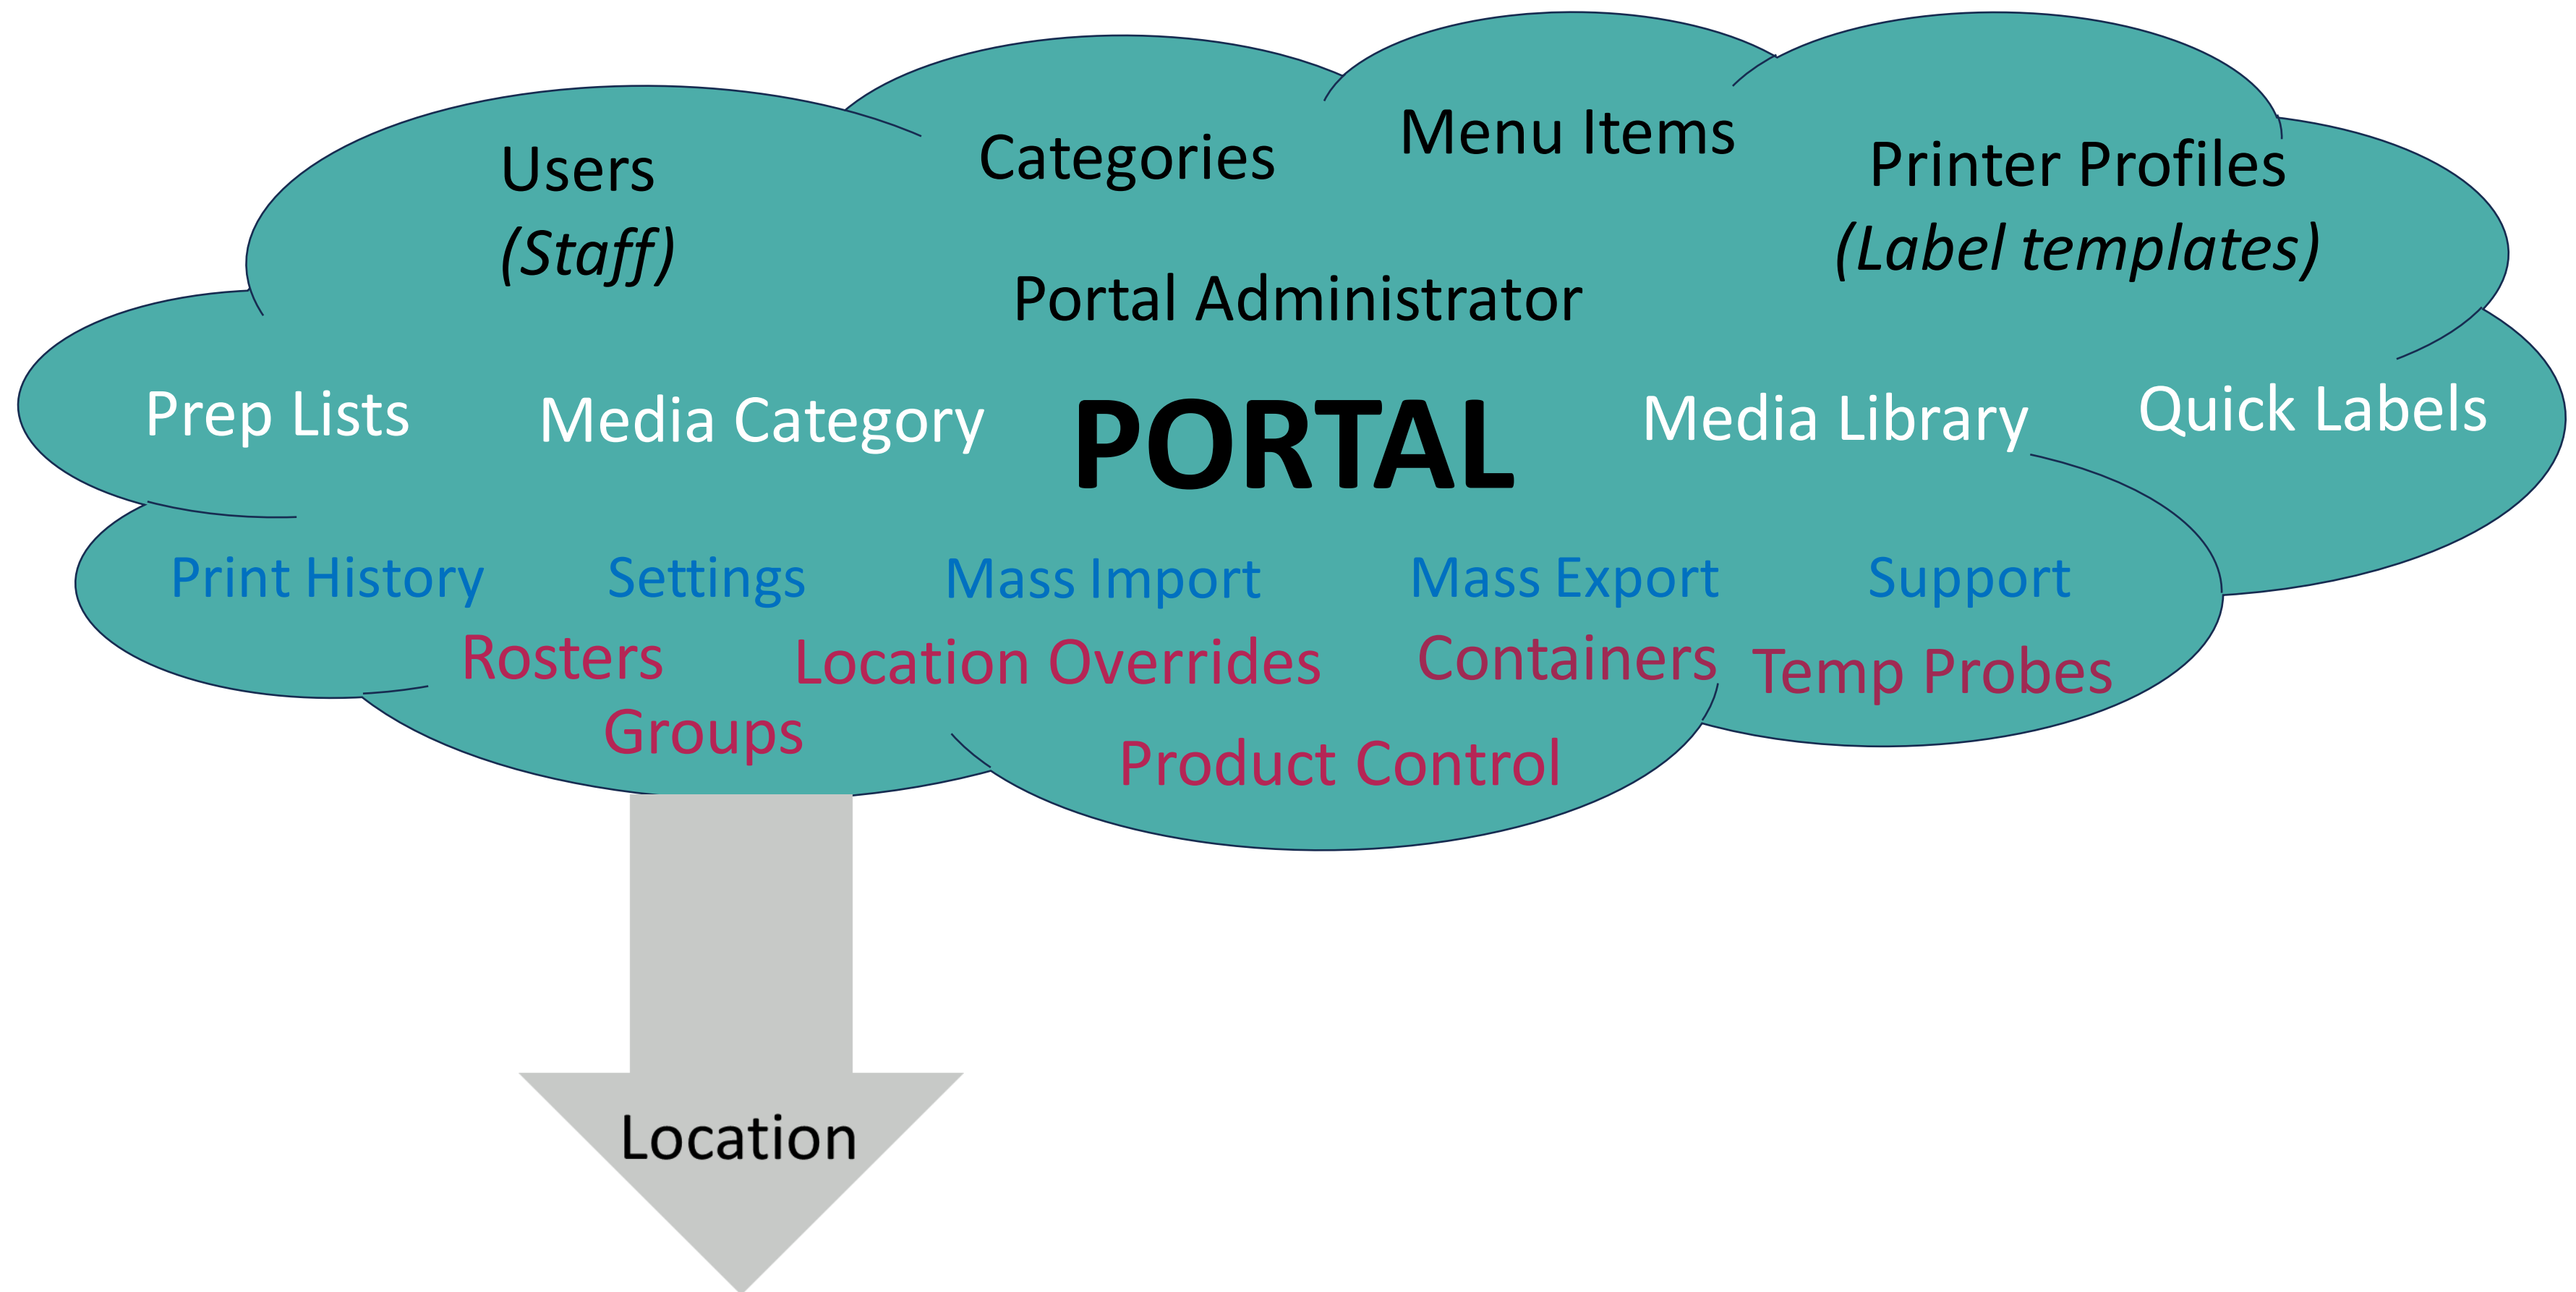 Users
(Staff)
Categories
Menu Items
Printer Profiles
(Label templates)
Portal Administrator
Prep Lists
Media Category
PORTAL
Media Library
Quick Labels
Print History
Settings
Mass Import
Mass Export
Support
Rosters
Location Overrides
Containers
Temp Probes
Groups
Product Control
Location